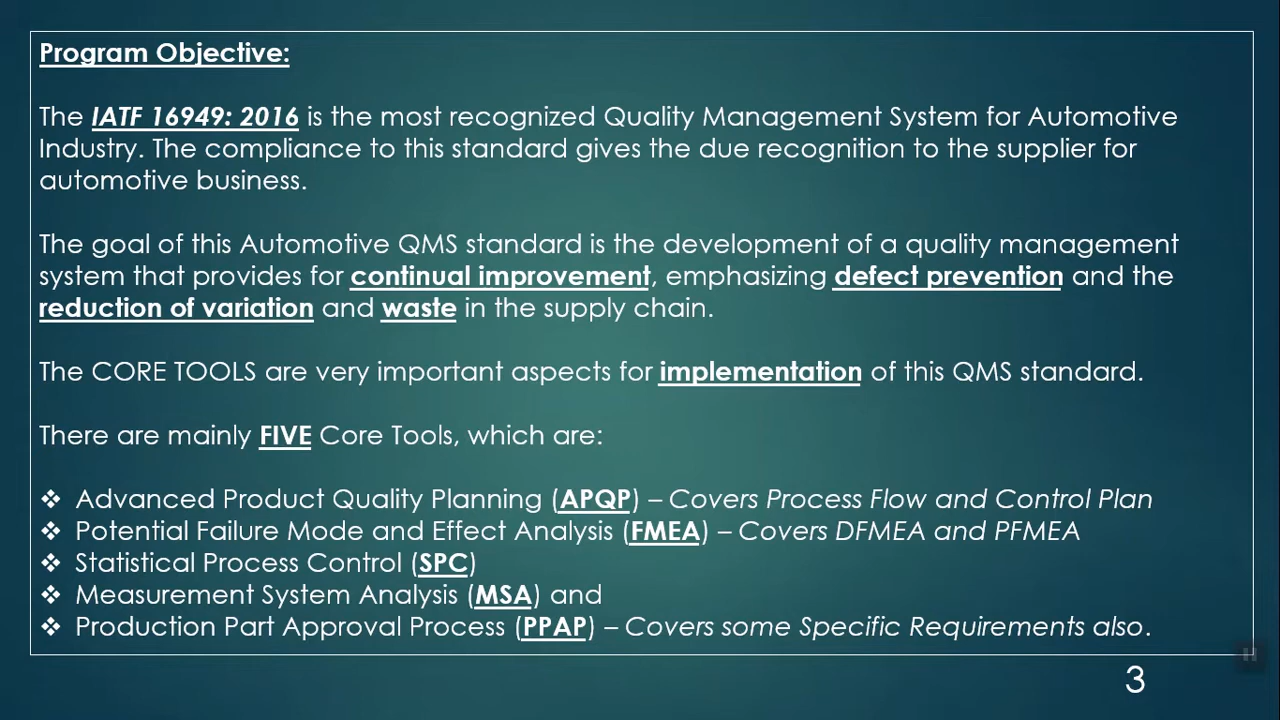 Program Objective:
The IATF 16949: 2016 is the most recognized Quality Management System for Automotive
Industry. The compliance to this standard gives the due recognition to the supplier for
automotive business.
The goal of this Automotive QMS standard is the development of a quality management
system that provides for continual improvement, emphasizing defect prevention and the
reduction of variation and waste in the supply chain.
The CORE TOOLS are very important aspects for implementation of this QMS standard.
There are mainly FIVE Core Tools, which are:
❖ Advanced Product Quality Planning (APQP) – Covers Process Flow and Control Plan
❖ Potential Failure Mode and Effect Analysis (FMEA) – Covers DFMEA and PFMEA
❖ Statistical Process Control (SPC)
❖ Measurement System Analysis (MSA) and
❖ Production Part Approval Process (PPAP) – Covers some Specific Requirements also.
H
3